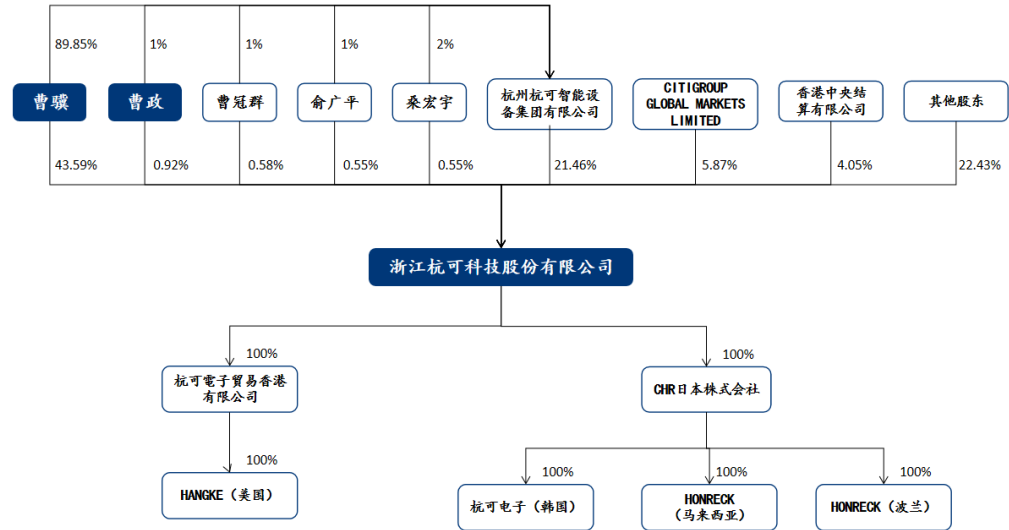 89.85%
1%
1%
1%
2%
曹骥
曹政
曹冠群
俞广平
桑宏宇
杭州杭可智能设
备集团有限公司
CITIGROUP
GLOBAL MARKETS
LIMITED
香港中央结
算有限公司
其他股东
43.59%
0.92%
0.58%
0.55%
0.55%
21.46%
5.87%
4.05%
22.43%
浙江杭可科技股份有限公司
100%
100%
杭可電子貿易香港
有限公司
CHR日本株式会社
100%
100%
100%
100%
HANGKE（美国）
杭可电子（韩国）
HONRECK
（马来西亚）
HONRECK（波兰）